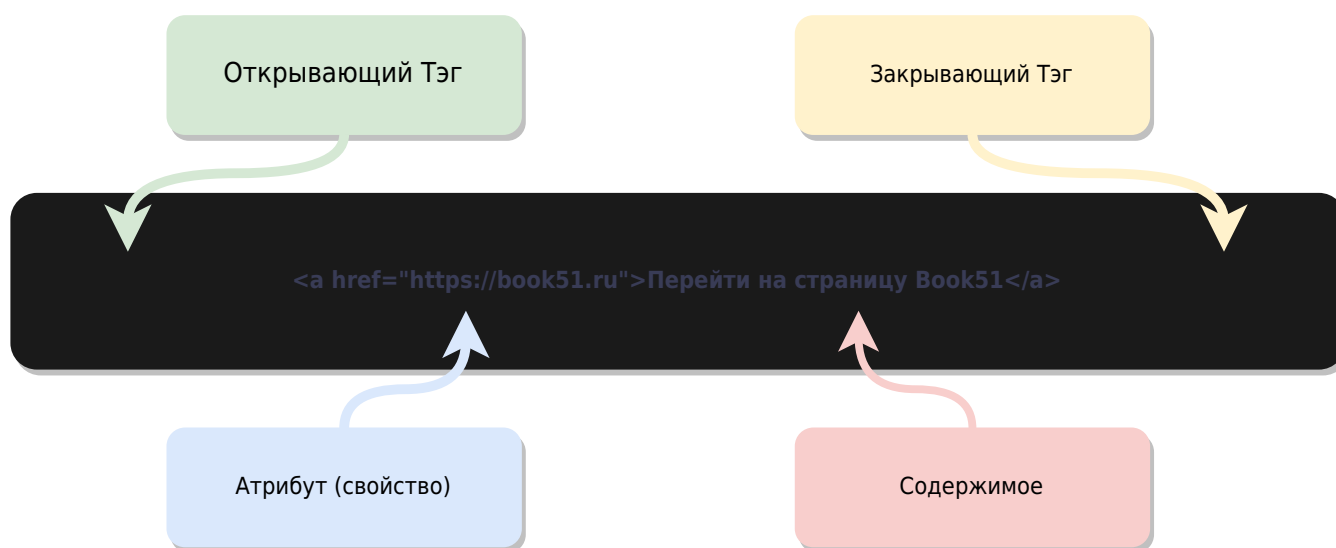 Открывающий Тэг
Закрывающий Тэг
<a href="https://book51.ru">Перейти на страницу Book51</a>
Атрибут (свойство)
Содержимое